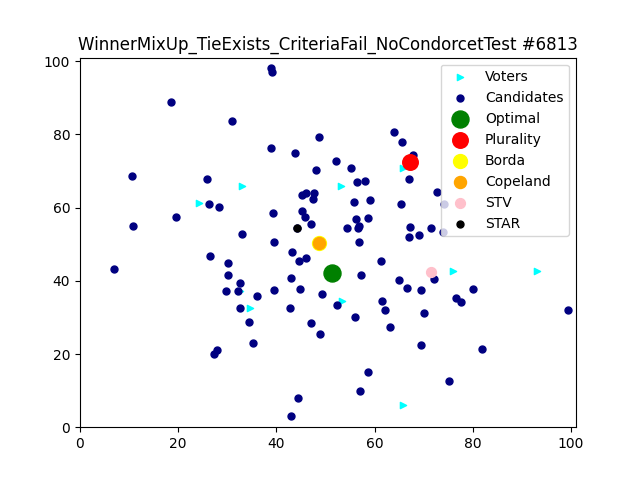 WinnerMixUp_TieExists_CriteriaFail_NoCondorcetTest #6813
Voters
Candidates
Optimal
Plurality
Borda
Copeland
STV
STAR
100
80
60
40
20
0
0
20
40
60
80
100